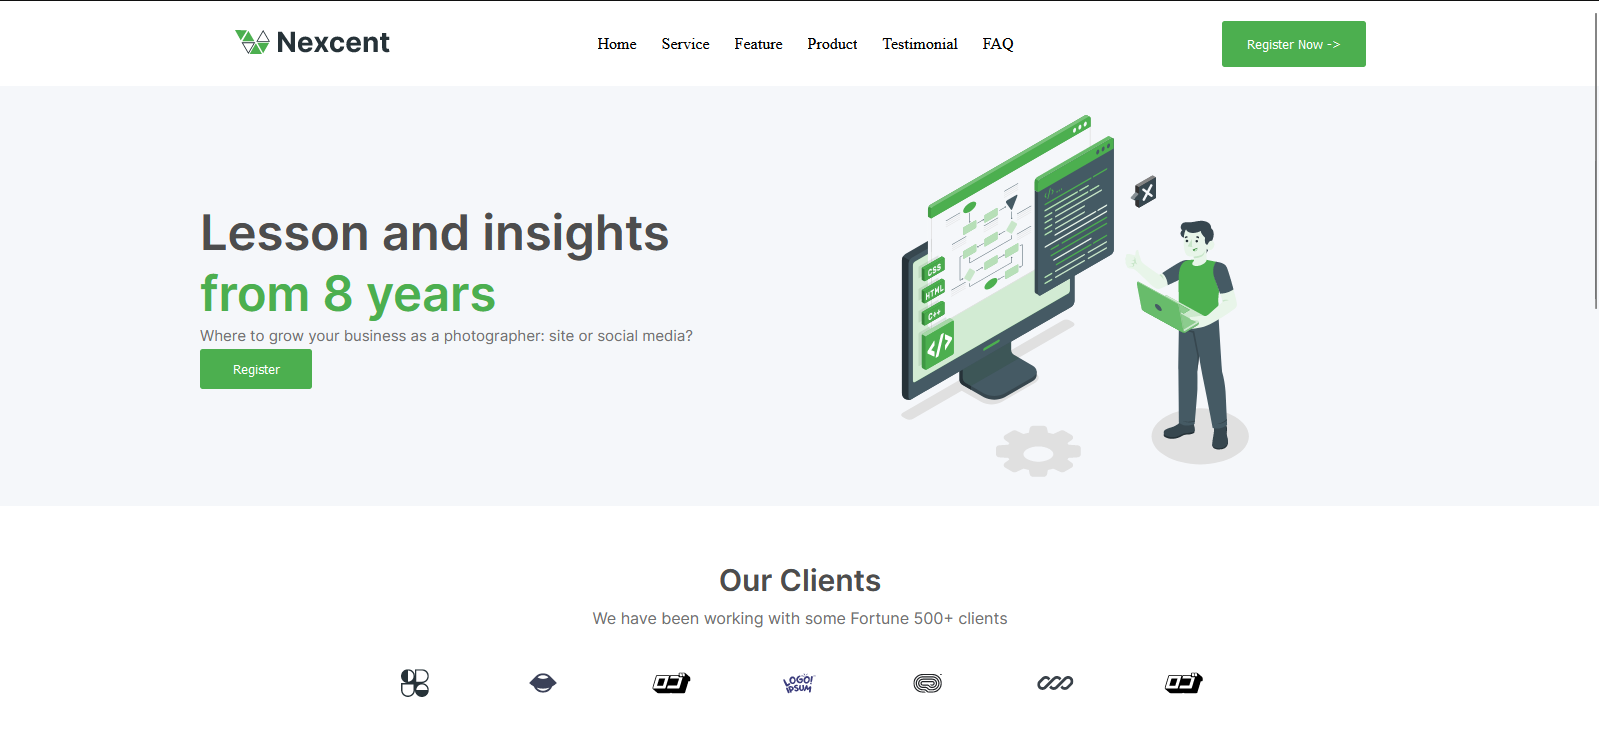 Nexcent
Home Service Feature Product Testimonial FAQ
Register Now ->
Lesson and insights
from 8 years
Where to grow your business as a photographer: site or social media?
Register
CSS
HTML
C++
</>
Our Clients
We have been working with some Fortune 500+ clients
LOGO!
IPSUM